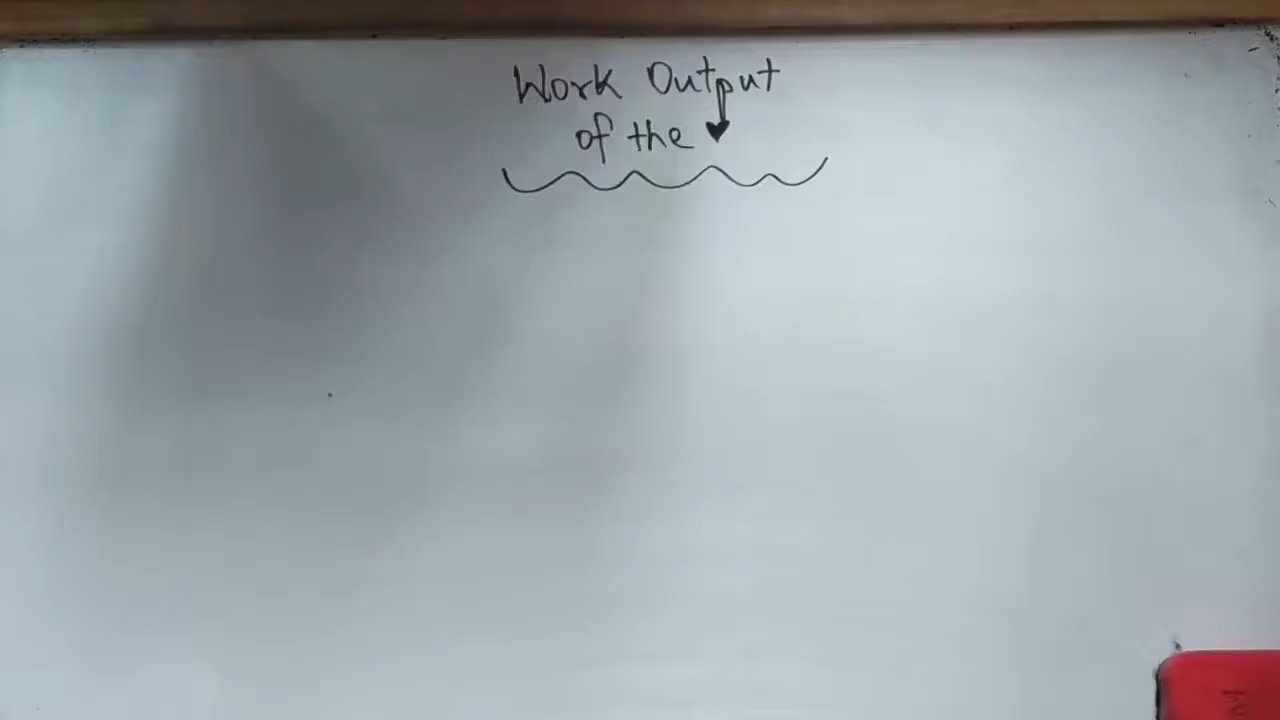 Work Output
of the ♥
M